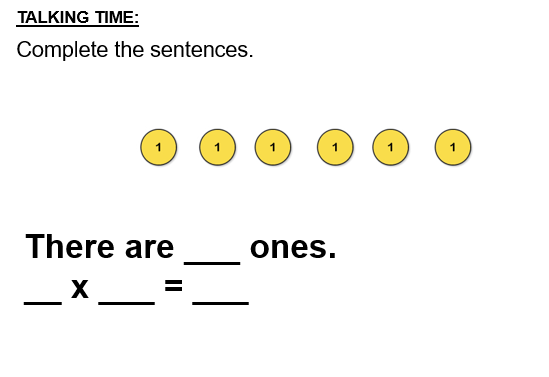 TALKING TIME:
Complete the sentences.
1 1 1 1 1 1
There are ___ ones.
__ x ___ = ___